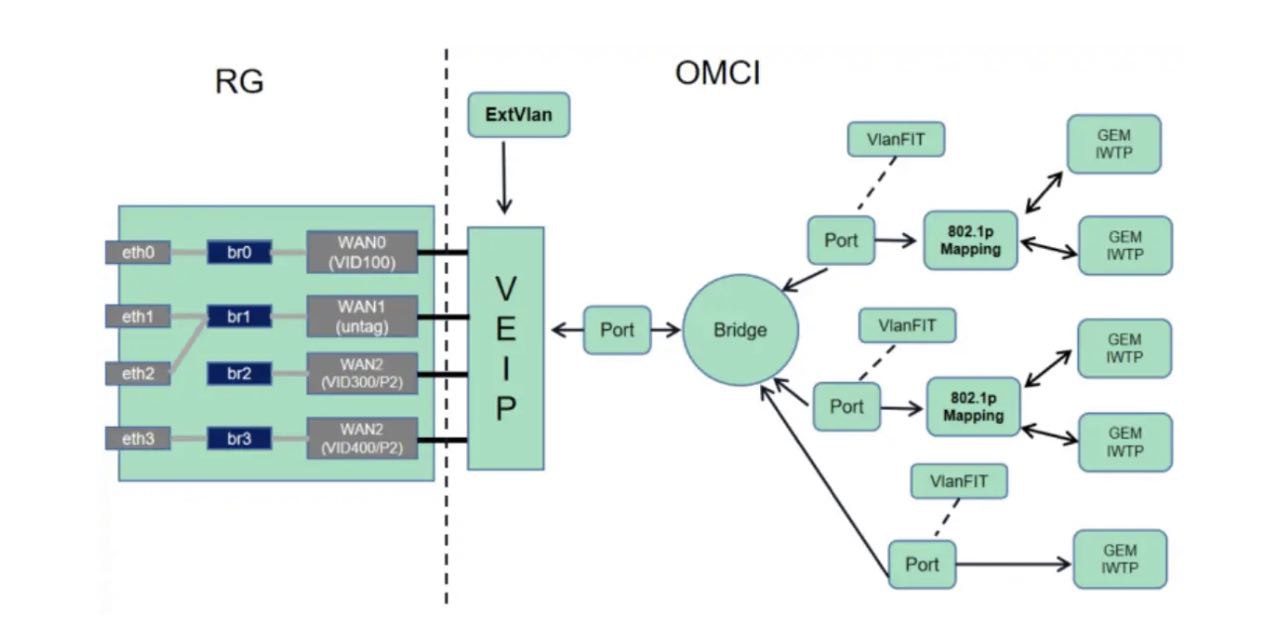 RG
OMCI
ExtVlan
VlanFIT
GEM
IWTP
eth0
br0
WAN0
(VID100)
Port
802.1p
Mapping
GEM
IWTP
eth1
br1
WAN1
(untag)
V
E
I
P
Port
Bridge
VlanFIT
GEM
IWTP
eth2
br2
WAN2
(VID300/P2)
Port
802.1p
Mapping
GEM
IWTP
eth3
br3
WAN2
(VID400/P2)
VlanFIT
Port
GEM
IWTP